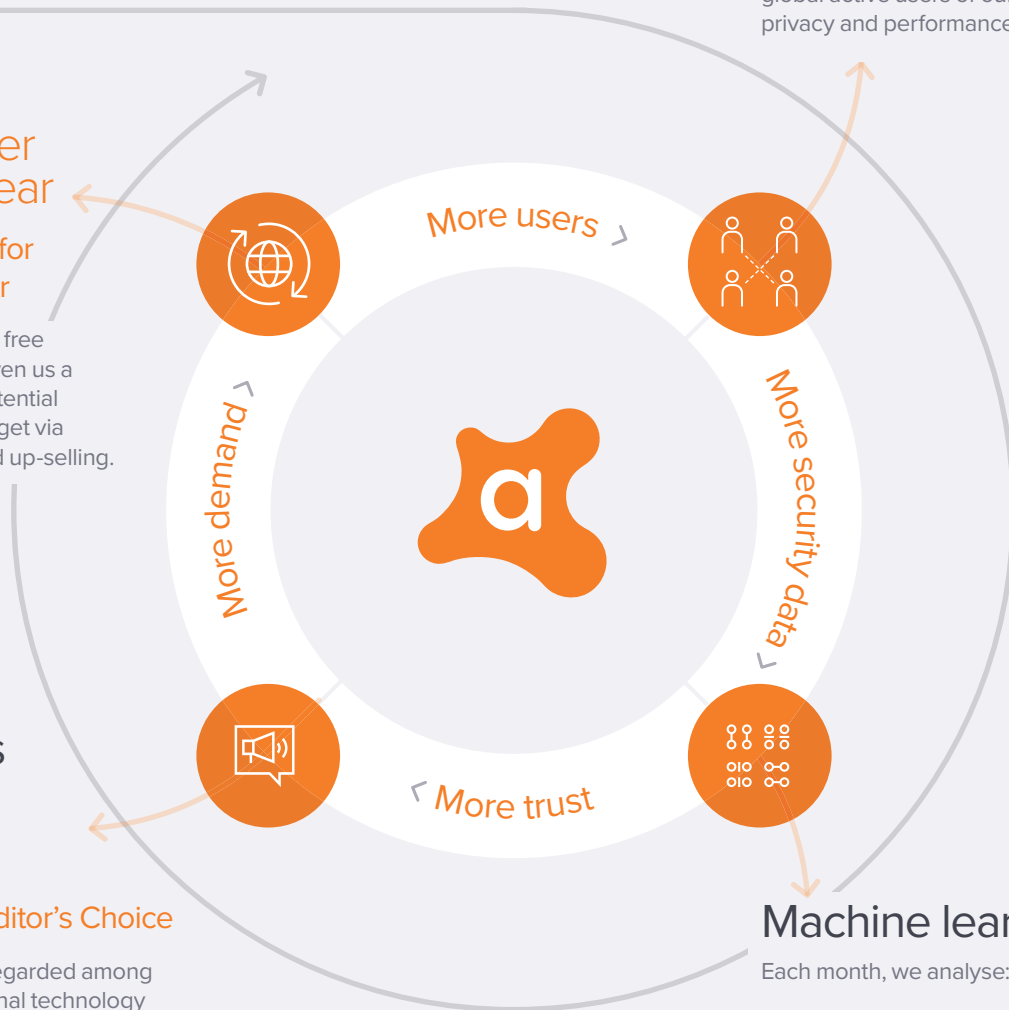 privacy and performance
er
ear
for
r
free
en us a
tential
get via
d up-selling.
More users
More security data
More trust
More demand
a
s
ditor's Choice
egarded among
nal technology
Machine lear
Each month, we analyse: